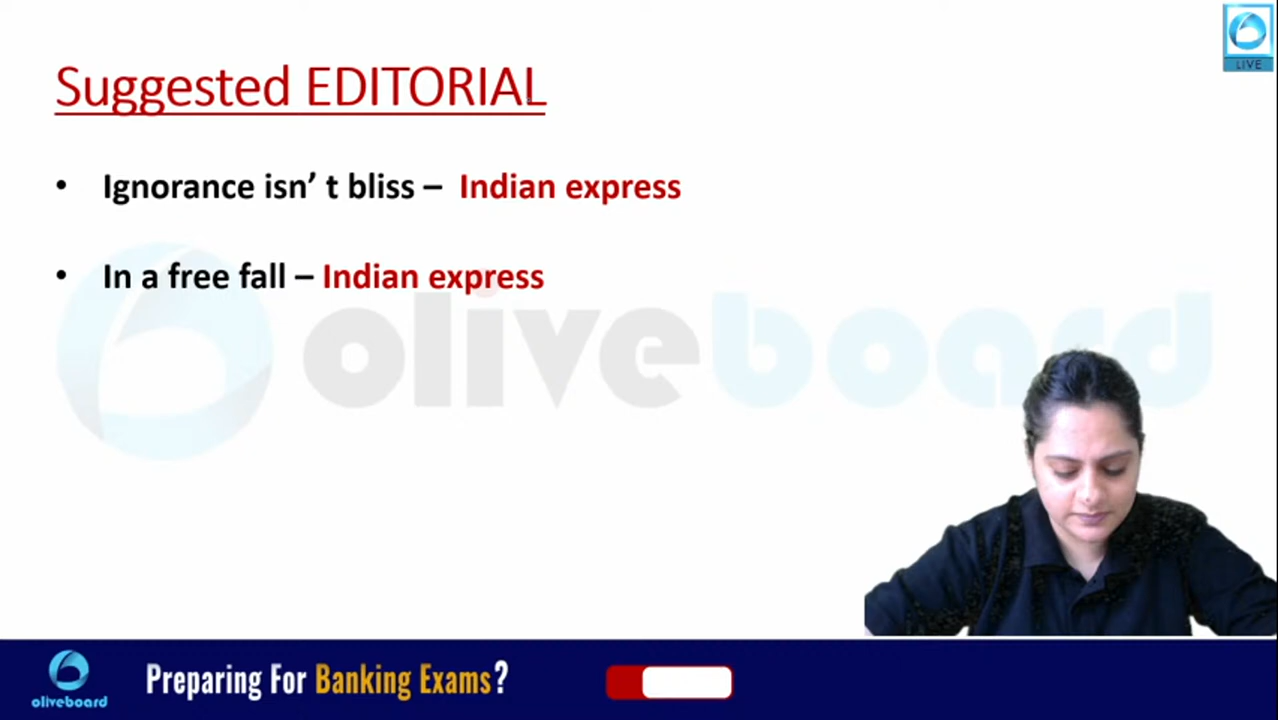 LIVE
Suggested EDITORIAL
• Ignorance isn’ t bliss – Indian express
• In a free fall – Indian express
oliveboard
oliveboard
Preparing For Banking Exams?